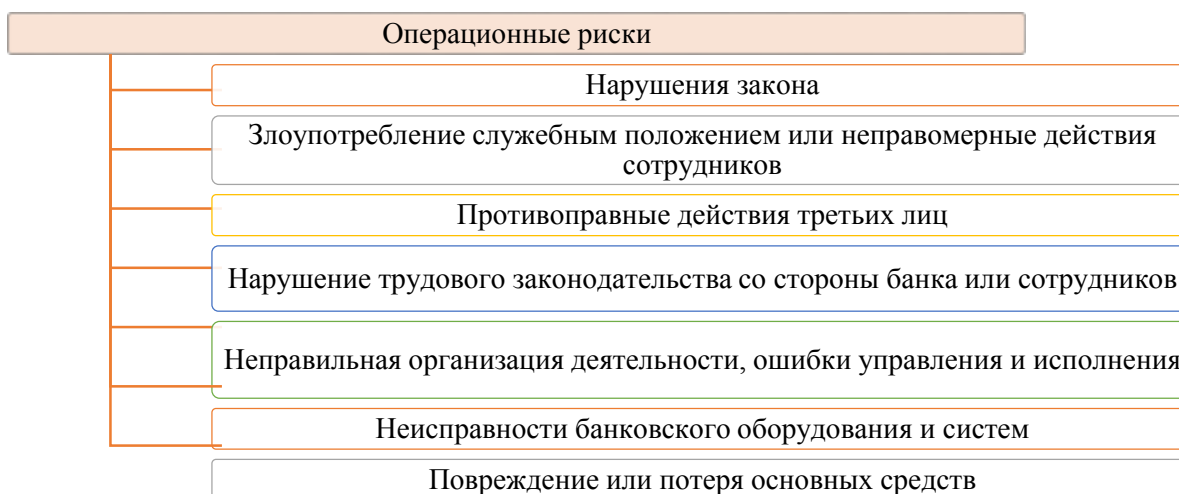 Операционные риски
Нарушения закона
Злоупотребление служебным положением или неправомерные действия
сотрудников
Противоправные действия третьих лиц
Нарушение трудового законодательства со стороны банка или сотрудников
Неправильная организация деятельности, ошибки управления и исполнения
Неисправности банковского оборудования и систем
Повреждение или потеря основных средств